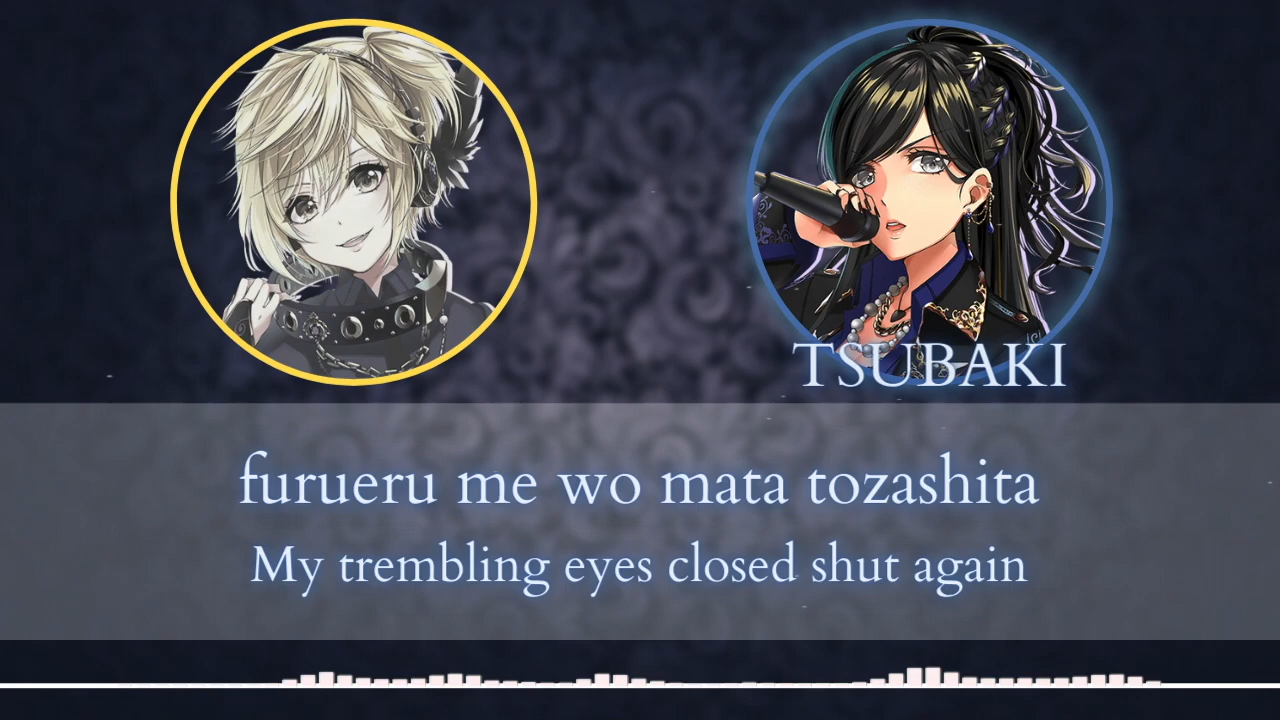 TSUBAKI
furueru me wo mata tozashita
My trembling eyes closed shut again